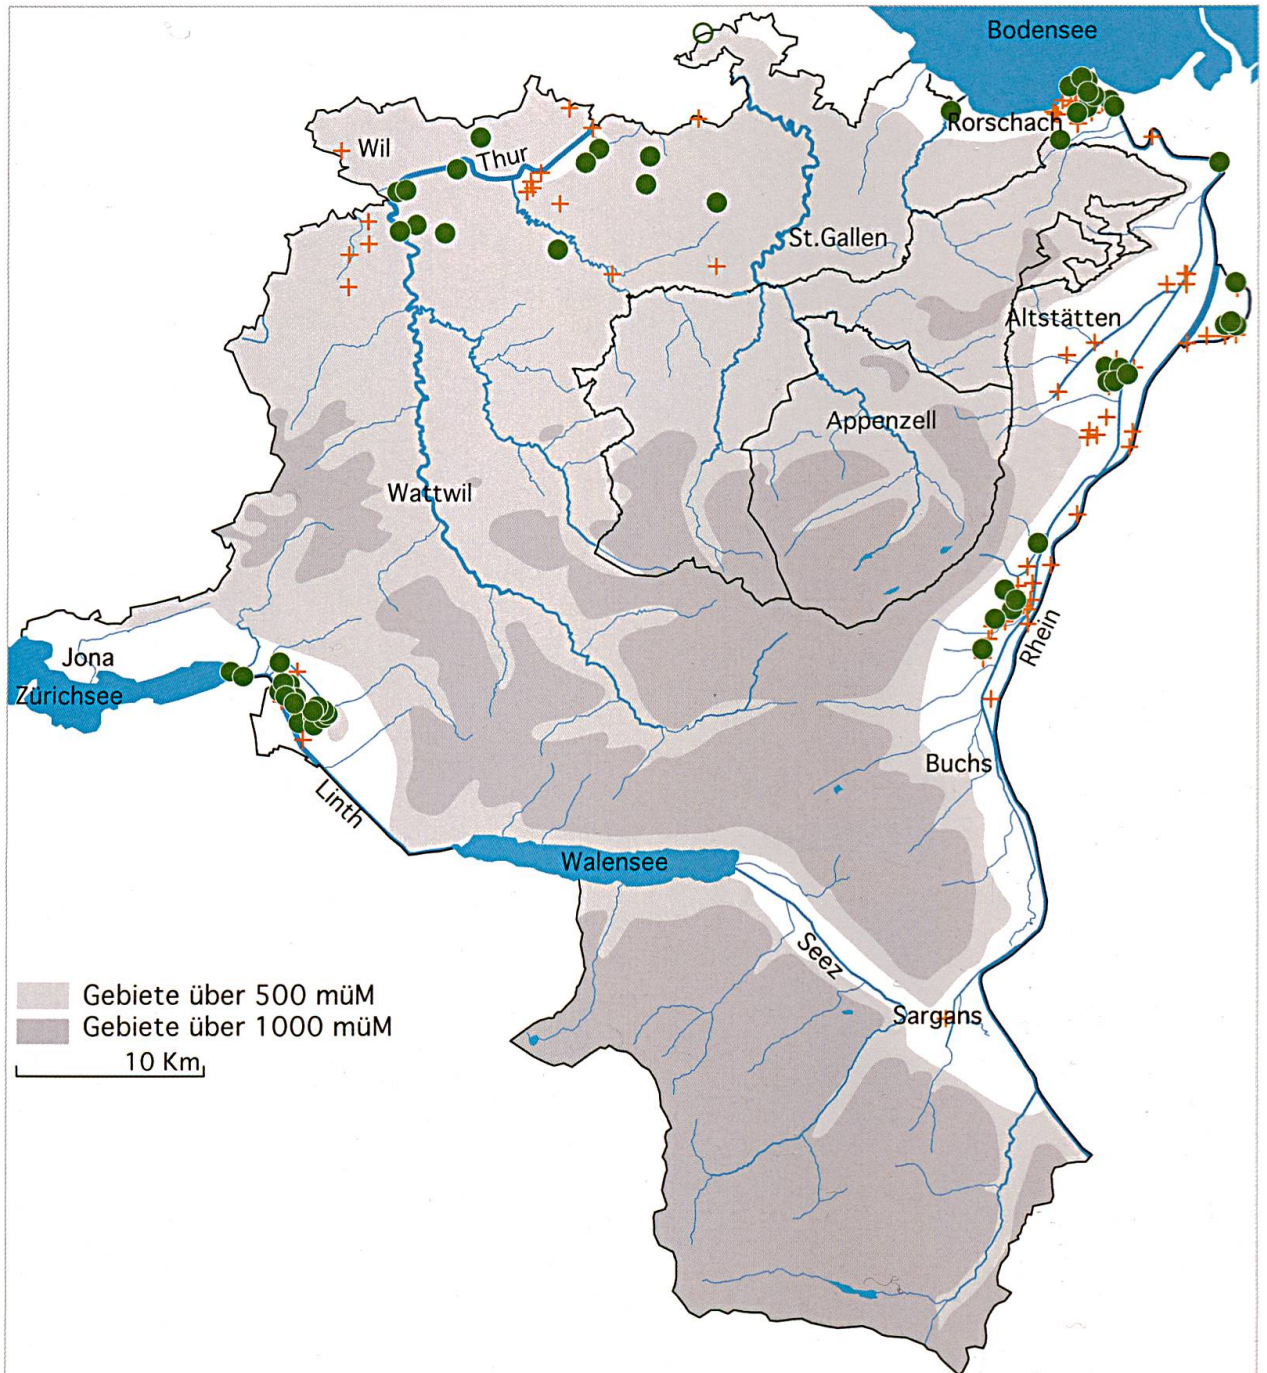 Bodensee
Rorschach
Wil
Thur
St.Gallen
Altstätten
Appenzell
Wattwil
Rhein
Jona
Zürichsee
Buchs
Linth
Walensee
Seez
Sargans
Gebiete über 500 müM
Gebiete über 1000 müM
10 Km